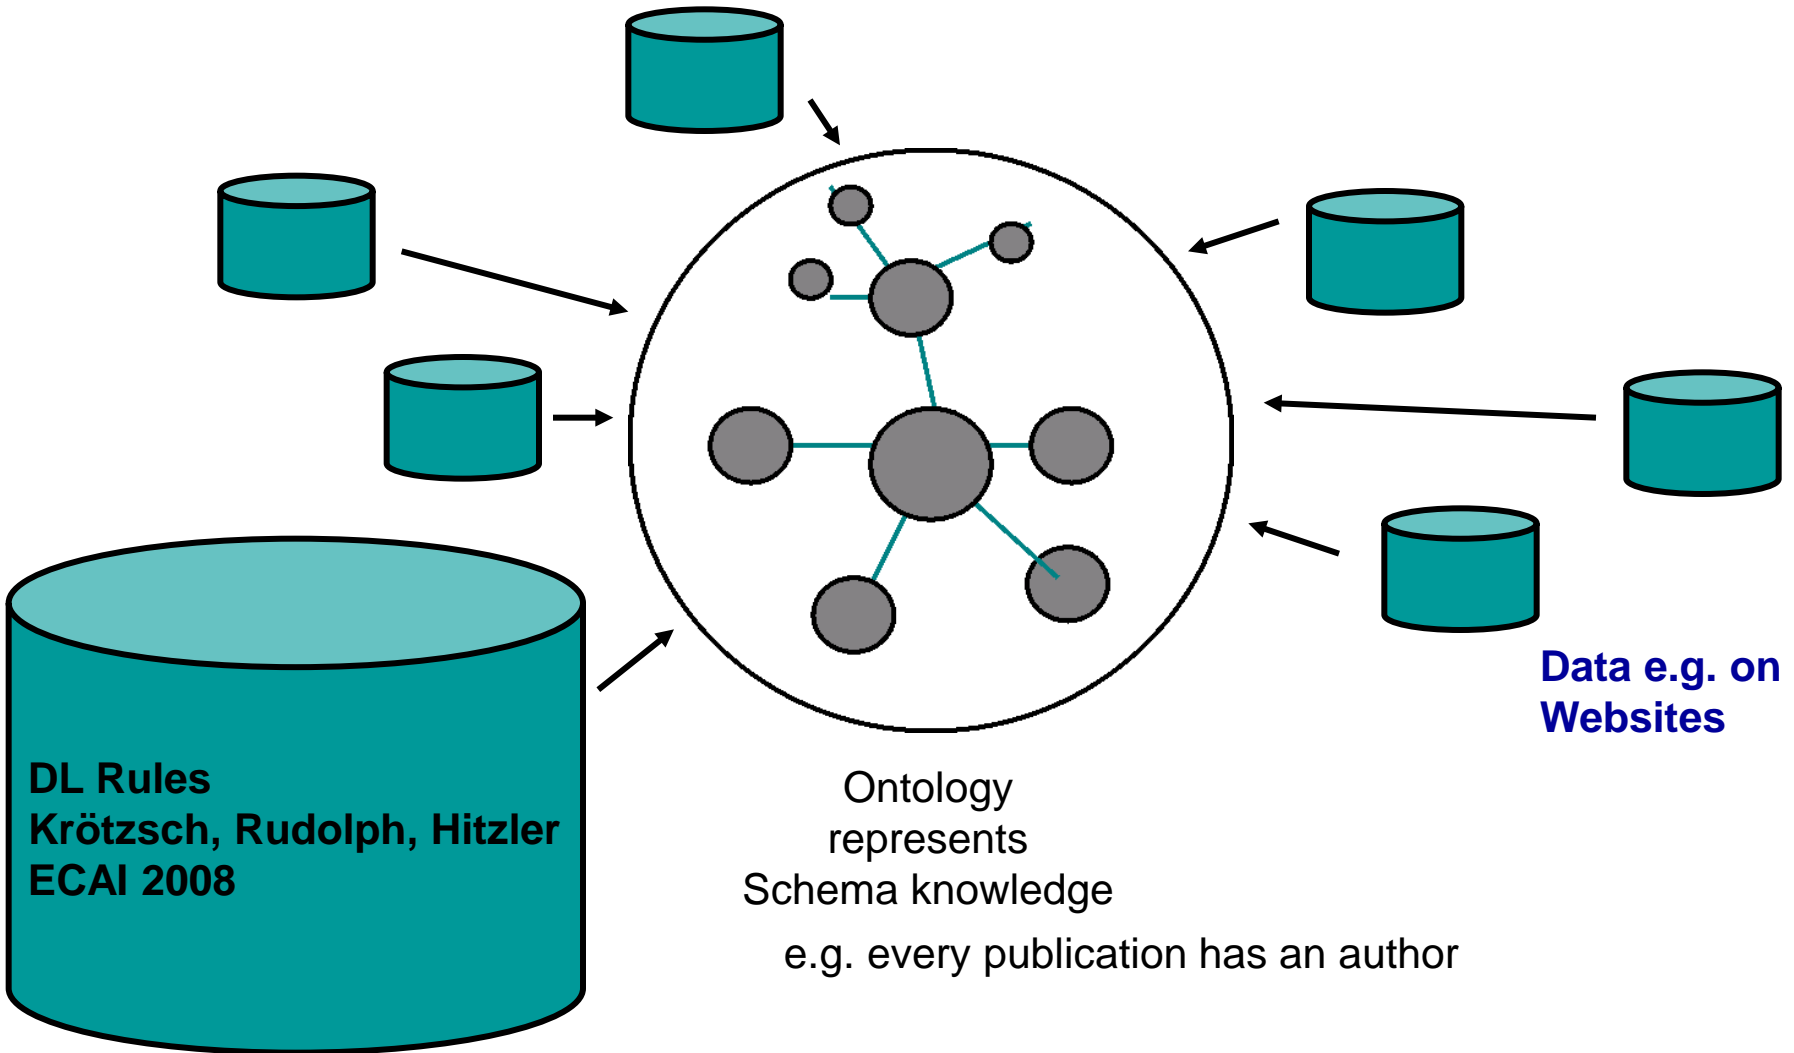 DL Rules
Krötzsch, Rudolph, Hitzler
ECAI 2008
Ontology
represents
Schema knowledge
e.g. every publication has an author
Data e.g. on
Websites